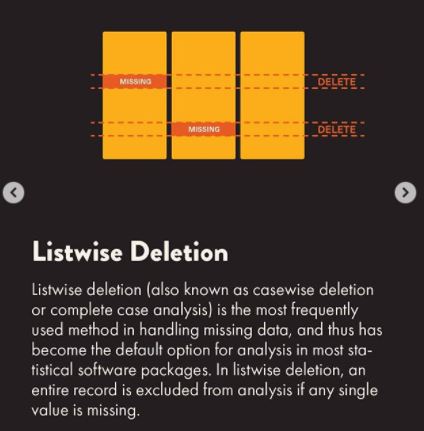 MISSING DELETE
MISSING DELETE
Listwise Deletion
Listwise deletion (also known as casewise deletion
or complete case analysis) is the most frequently
used method in handling missing data, and thus has
become the default option for analysis in most sta-
tistical software packages. In listwise deletion, an
entire record is excluded from analysis if any single
value is missing.